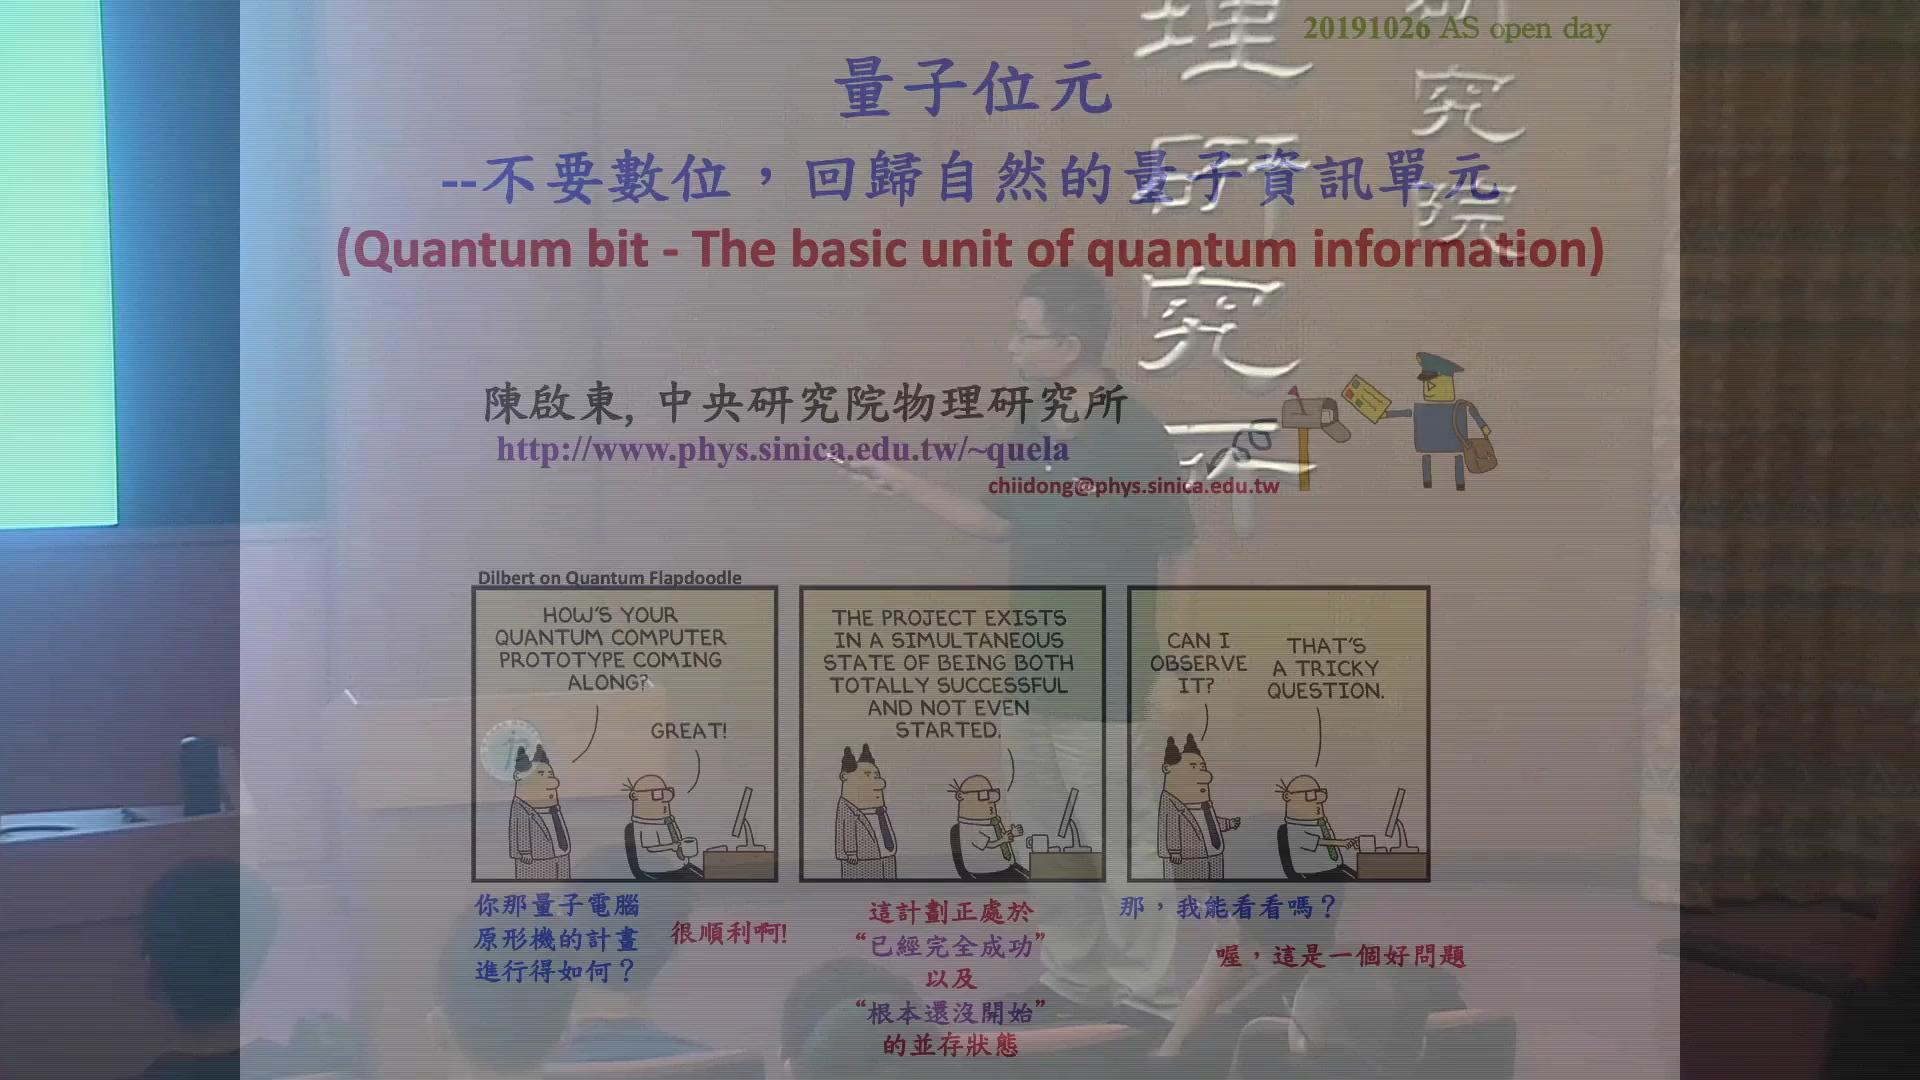 20191026 AS open day
量子位元
--不要數位，回歸自然的量子資訊單元
(Quantum bit - The basic unit of quantum information)
陳啟東, 中央研究院物理研究所
http://www.phys.sinica.edu.tw/~quela
chiidong@phys.sinica.edu.tw
Dilbert on Quantum Flapdoodle
HOW'S YOUR
QUANTUM COMPUTER
PROTOTYPE COMING
ALONG?
GREAT!
THE PROJECT EXISTS
IN A SIMULTANEOUS
STATE OF BEING BOTH
TOTALLY SUCCESSFUL
AND NOT EVEN
STARTED.
CAN I
OBSERVE
IT?
THAT'S
A TRICKY
QUESTION.
你那量子電腦
原形機的計畫
進行得如何？
很順利啊!
這計劃正處於
“已經完全成功”
以及
“根本還沒開始”
的並存狀態
那，我能看看嗎？
喔，這是一個好問題
理研究所
究院